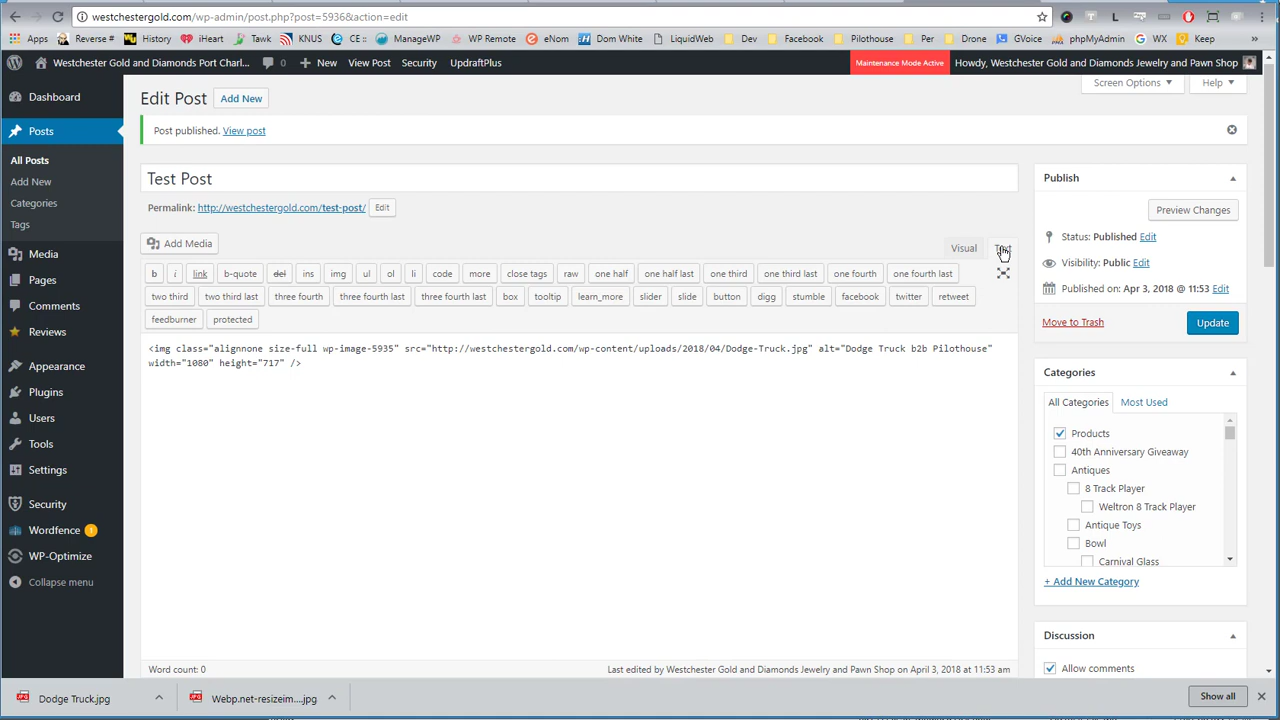 westchestergold.com/wp-admin/post.php?post=5936&action=edit
Apps Reverse # History iHeart Tawk KNUS CE :: ManageWP WP Remote eNom Dom White LiquidWeb Dev Facebook Pilothouse Per Drone GVoice phpMyAdmin WX Keep »
Westchester Gold and Diamonds Port Charl... 0 + New View Post Security UpdraftPlus Maintenance Mode Active Howdy, Westchester Gold and Diamonds Jewelry and Pawn Shop
Screen Options Help
Dashboard
Posts
All Posts
Add New
Categories
Tags
Media
Pages
Comments
Reviews
Appearance
Plugins
Users
Tools
Settings
Security
Wordfence 1
WP-Optimize
Collapse menu
Edit Post Add New
Post published. View post
Test Post
Permalink: http://westchestergold.com/test-post/ Edit
Add Media
Visual Text
b i link b-quote del ins img ul ol li code more close tags raw one half one half last one third one third last one fourth one fourth last
two third two third last three fourth three fourth last three fourth last box tooltip learn_more slider slide button digg stumble facebook twitter retweet
feedburner protected
<img class="alignnone size-full wp-image-5935" src="http://westchestergold.com/wp-content/uploads/2018/04/Dodge-Truck.jpg" alt="Dodge Truck b2b Pilothouse"
width="1080" height="717" />
Word count: 0
Last edited by Westchester Gold and Diamonds Jewelry and Pawn Shop on April 3, 2018 at 11:53 am
Publish
Preview Changes
Status: Published Edit
Visibility: Public Edit
Published on: Apr 3, 2018 @ 11:53 Edit
Move to Trash
Update
Categories
All Categories Most Used
Products
40th Anniversary Giveaway
Antiques
8 Track Player
Weltron 8 Track Player
Antique Toys
Bowl
Carnival Glass
+ Add New Category
Discussion
Allow comments
Dodge Truck.jpg
Webp.net-resizeim....jpg
Show all